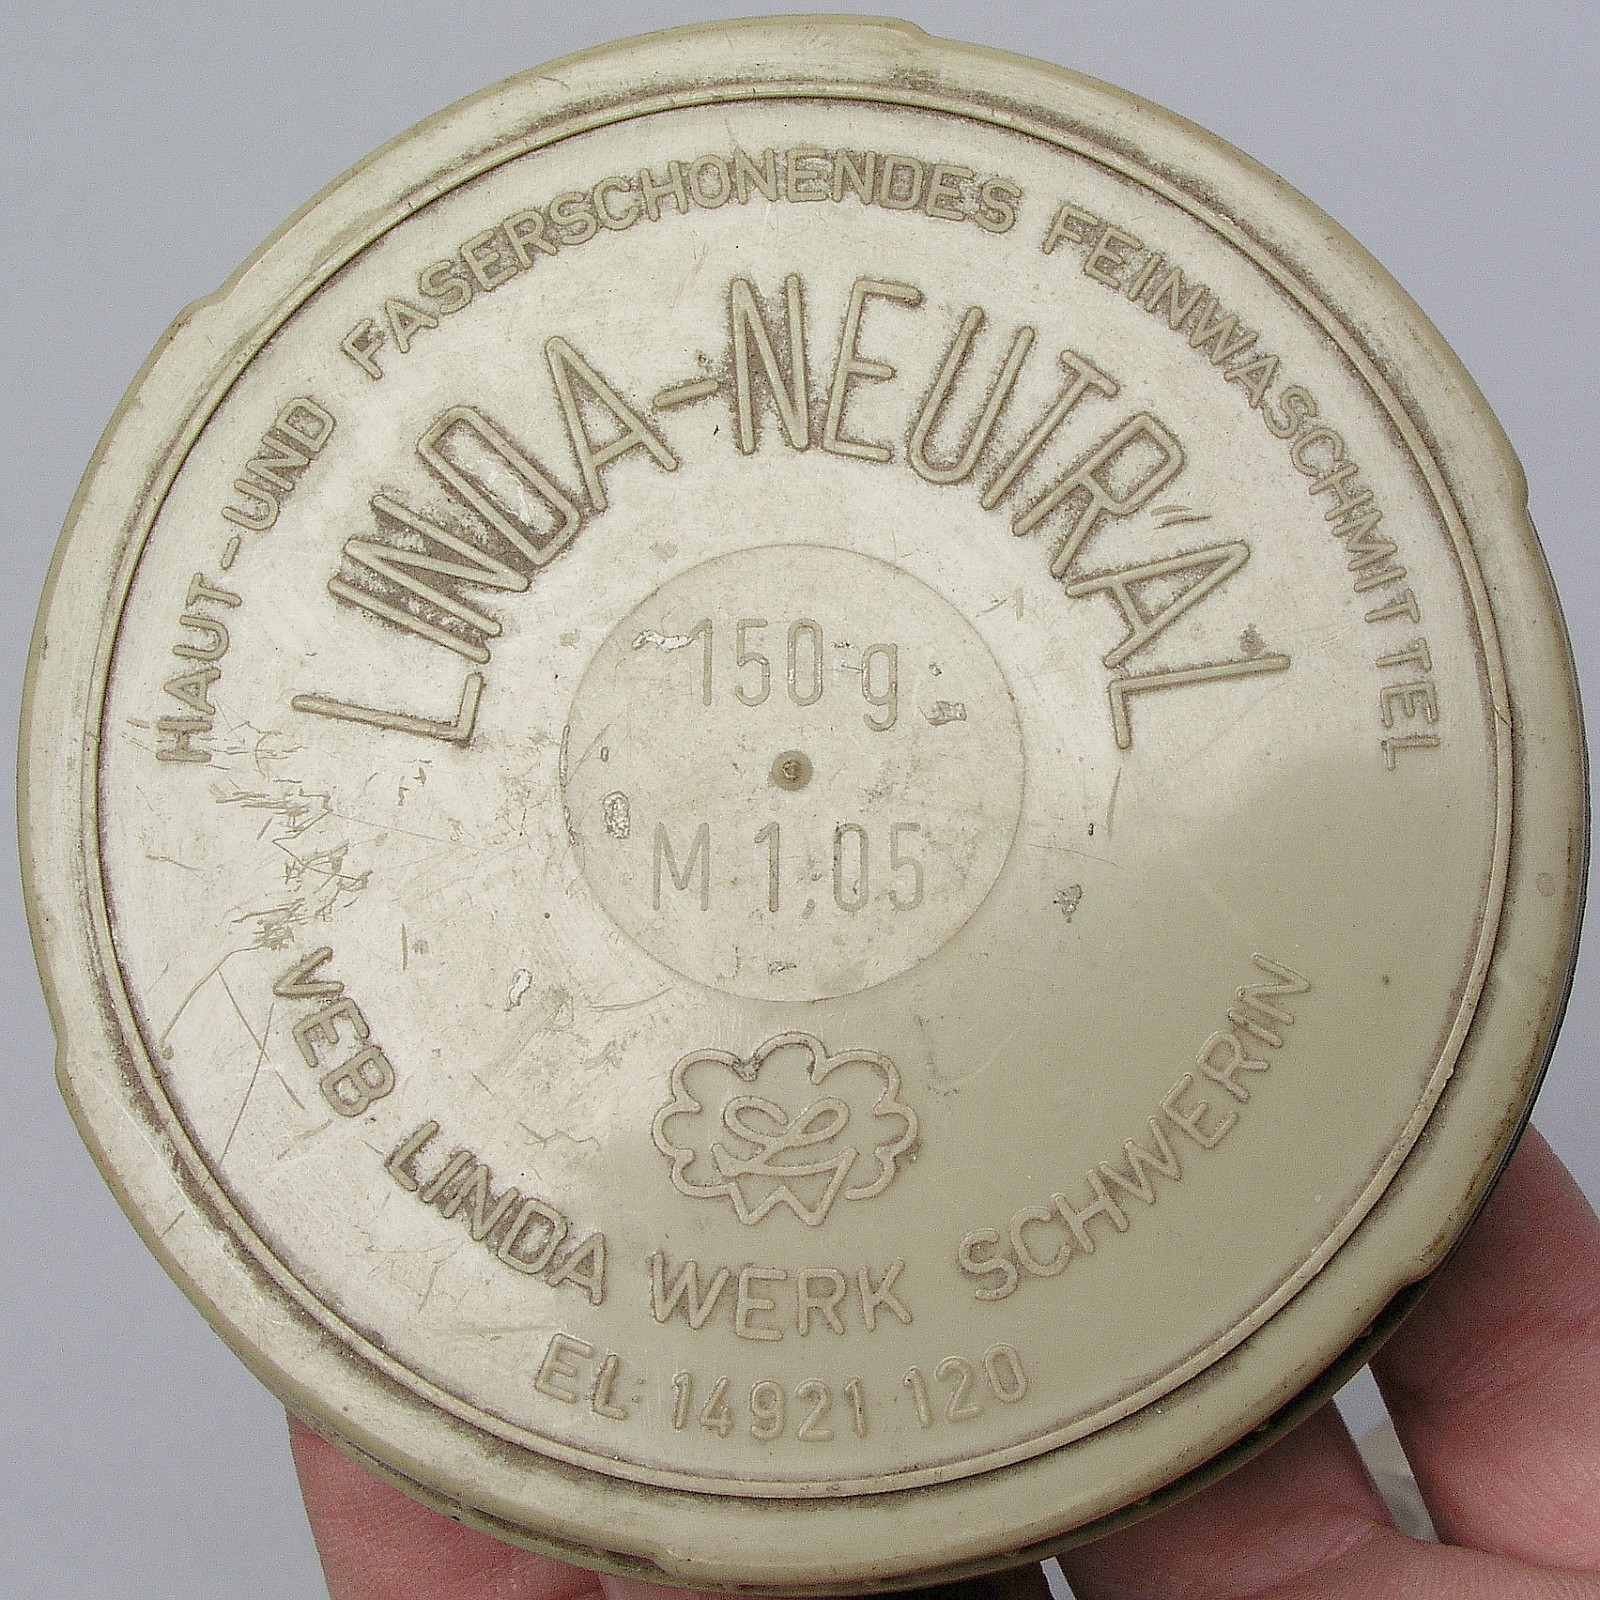 HAUT-UND FASERSCHONENDES FEINWASCHMITTEL
LINDA-NEUTRAL
150 g
M 1,05
VEB LINDA WERK SCHWERIN
EL 14921 120